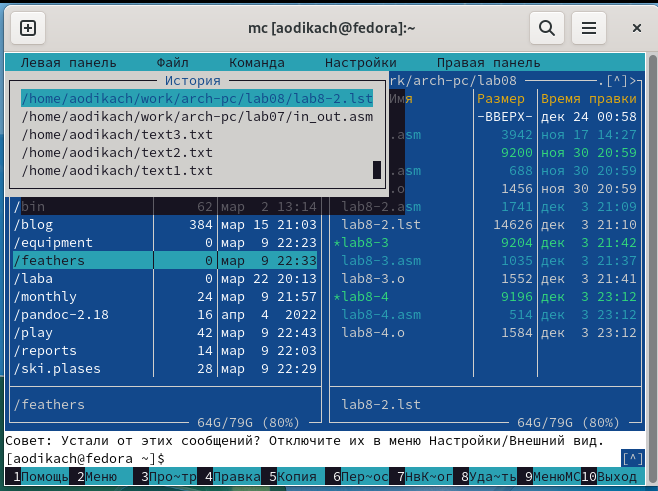 mc [aodikach@fedora]:~
Левая панель Файл Команда Настройки Правая панель
История
/home/aodikach/work/arch-pc/lab08/lab8-2.lst
/home/aodikach/work/arch-pc/lab07/in_out.asm
/home/aodikach/text3.txt
/home/aodikach/text2.txt
/home/aodikach/text1.txt
rk/arch-pc/lab08 .[^]>
Имя Размер Время правки
-ВВЕРХ- дек 24 00:58
.asm 3942 ноя 17 14:27
9200 ноя 30 20:59
.asm 688 ноя 30 20:59
.o 1456 ноя 30 20:59
/bin 62 мар 2 13:14 lab8-2.asm 1741 дек 3 21:09
/blog 384 мар 15 21:03 lab8-2.lst 14626 дек 3 21:10
/equipment 0 мар 9 22:23 *lab8-3 9204 дек 3 21:42
/feathers 0 мар 9 22:33 lab8-3.asm 1035 дек 3 21:37
/laba 0 мар 22 20:13 lab8-3.o 1552 дек 3 21:41
/monthly 24 мар 9 21:57 *lab8-4 9196 дек 3 23:12
/pandoc-2.18 16 апр 4 2022 lab8-4.asm 514 дек 3 23:12
/play 42 мар 9 22:43 lab8-4.o 1584 дек 3 23:12
/reports 14 мар 9 22:03
/ski.plases 28 мар 9 22:29
/feathers lab8-2.lst
64G/79G (80%) 64G/79G (80%)
Совет: Устали от этих сообщений? Отключите их в меню Настройки/Внешний вид.
[aodikach@fedora ~]$ [^]
1Помощь 2Меню 3Про~тр 4Правка 5Копия 6Пер~ос 7НвК~ог 8Уда~ть 9МенюMC 10Выход